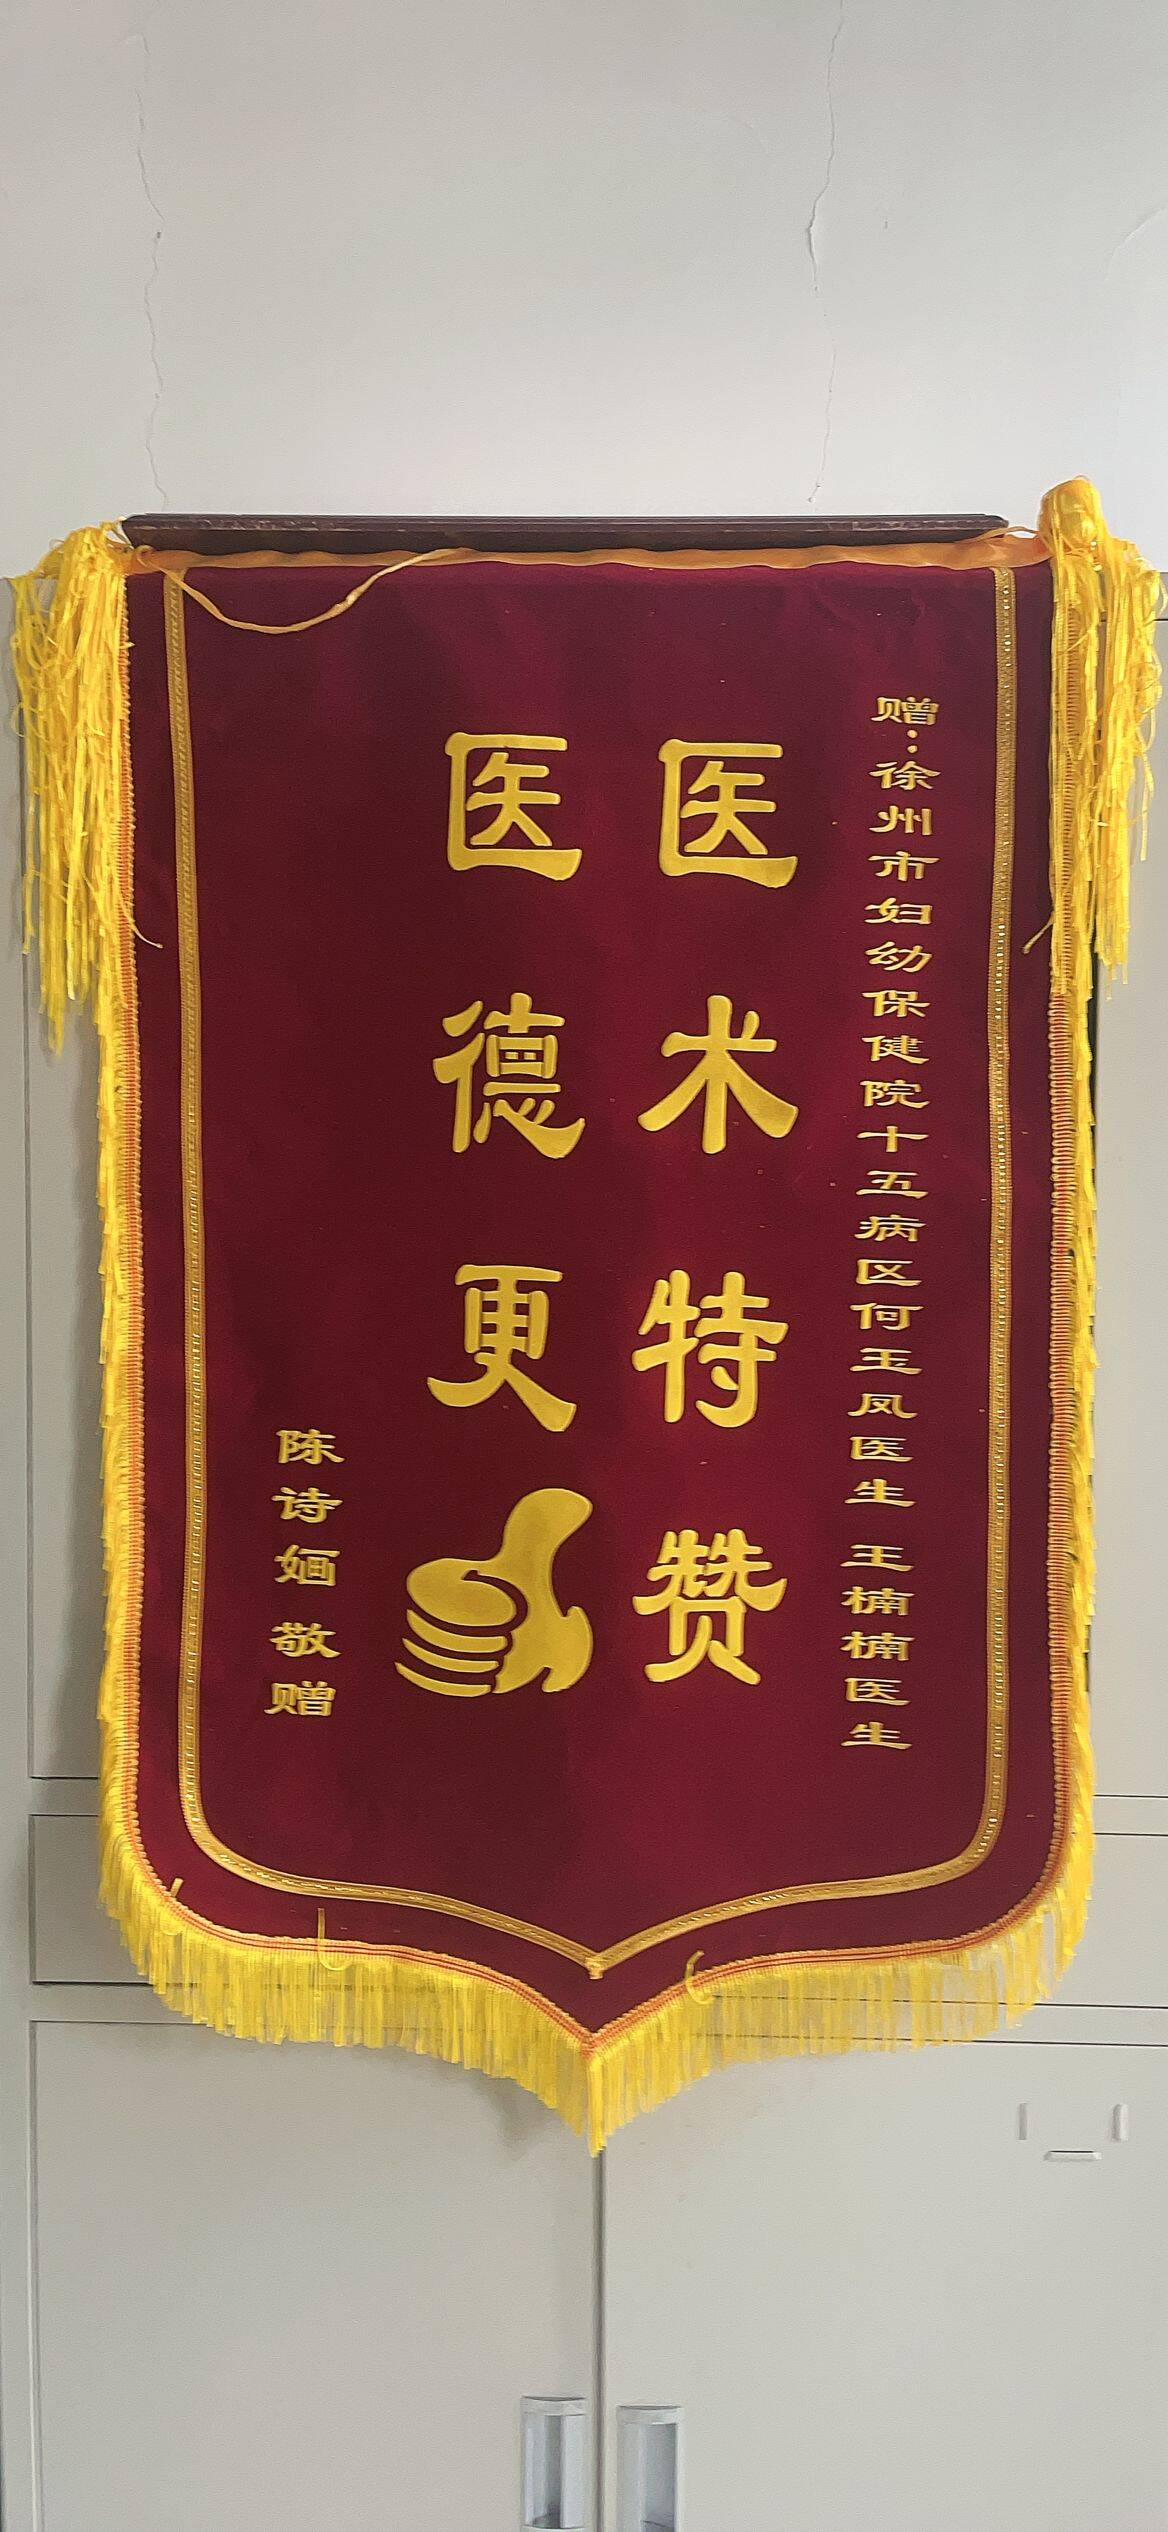 赠：徐州市妇幼保健院十五病区何玉凤医生 王楠楠医生
医术特赞
医德更
陈诗婳 敬赠